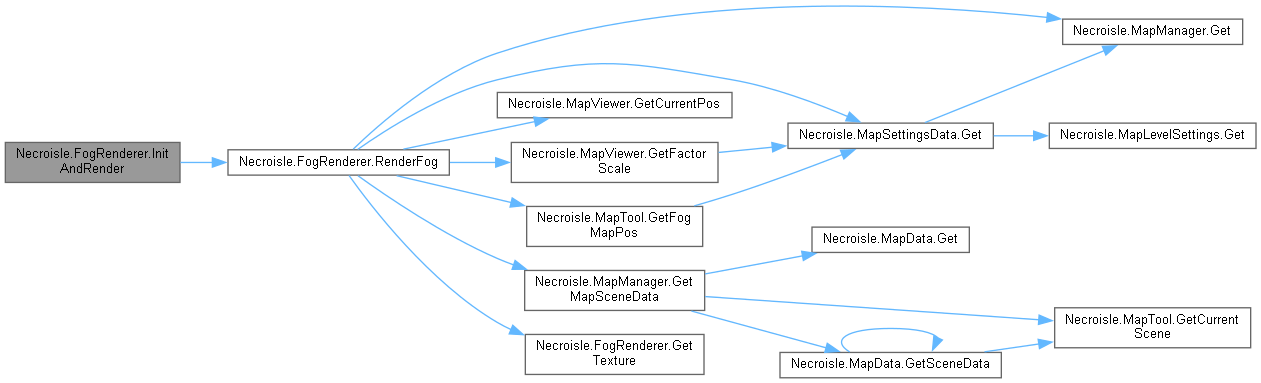 Necroisle.FogRenderer.Init
AndRender
Necroisle.FogRenderer.RenderFog
Necroisle.MapViewer.GetCurrentPos
Necroisle.MapViewer.GetFactor
Scale
Necroisle.MapTool.GetFog
MapPos
Necroisle.MapManager.Get
MapSceneData
Necroisle.FogRenderer.Get
Texture
Necroisle.MapSettingsData.Get
Necroisle.MapData.Get
Necroisle.MapData.GetSceneData
Necroisle.MapManager.Get
Necroisle.MapLevelSettings.Get
Necroisle.MapTool.GetCurrent
Scene